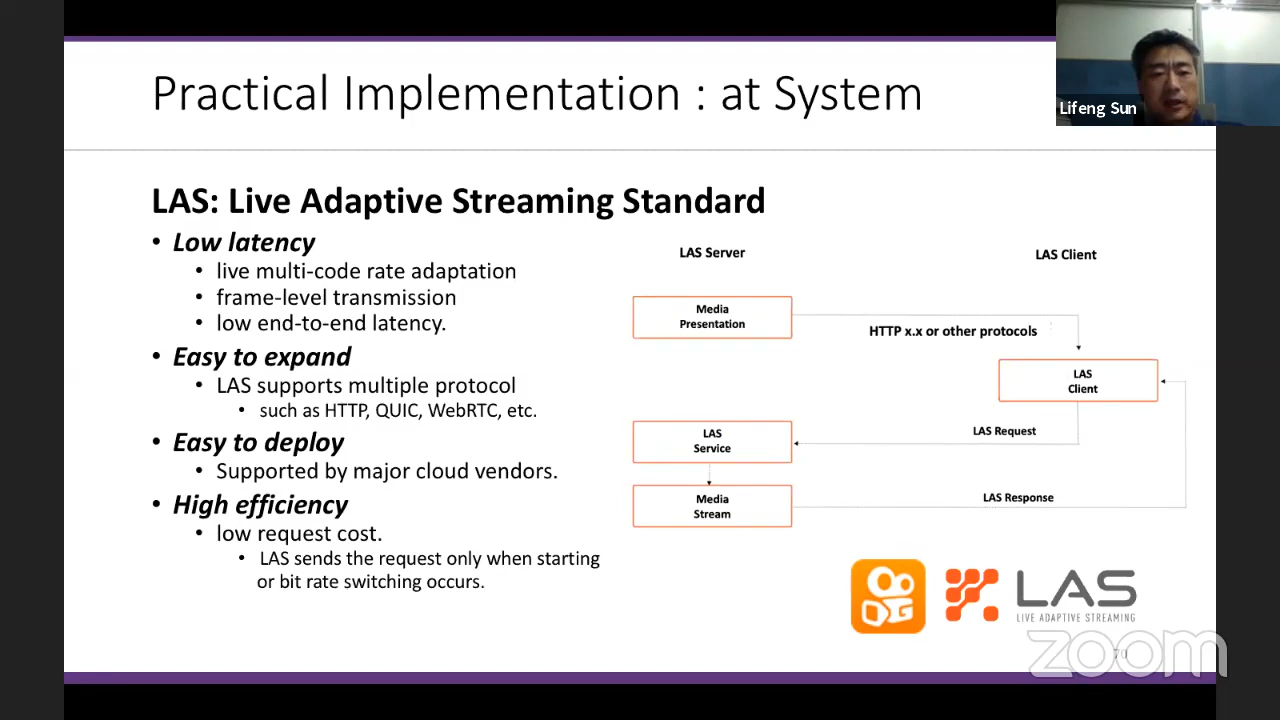 Practical Implementation : at System
Lifeng Sun
LAS: Live Adaptive Streaming Standard
• Low latency
• live multi-code rate adaptation
• frame-level transmission
• low end-to-end latency.
• Easy to expand
• LAS supports multiple protocol
• such as HTTP, QUIC, WebRTC, etc.
• Easy to deploy
• Supported by major cloud vendors.
• High efficiency
• low request cost.
• LAS sends the request only when starting
or bit rate switching occurs.
LAS Server
LAS Client
Media
Presentation
HTTP x.x or other protocols
LAS
Client
LAS Request
LAS
Service
Media
Stream
LAS Response
LAS
LIVE ADAPTIVE STREAMING
zoom
70